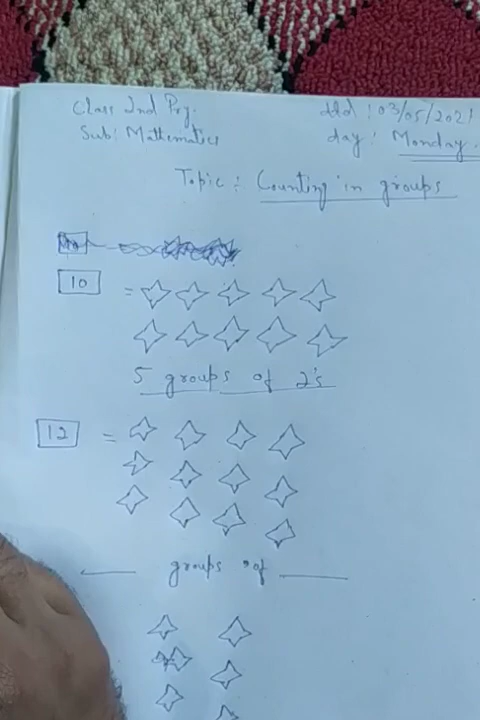 Class 2nd Pry.
Sub: Mathematics
dtd: 03/05/2021
day: Monday.
Topic: Counting in groups
10 =
5 groups of 2's
12 =
groups of